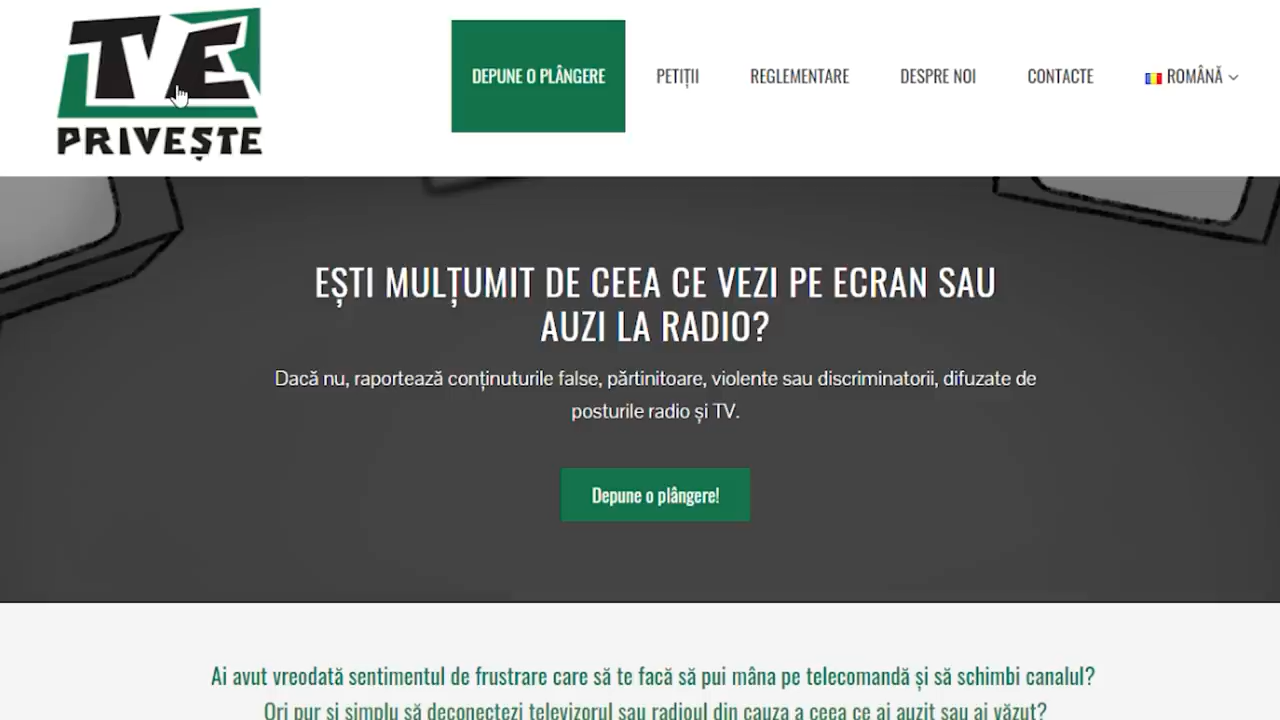 TVE
PRIVEȘTE
DEPUNE O PLÂNGERE
PETIȚII
REGLEMENTARE
DESPRE NOI
CONTACTE
ROMÂNĂ
EȘTI MULȚUMIT DE CEEA CE VEZI PE ECRAN SAU
AUZI LA RADIO?
Dacă nu, raportează conținuturile false, părtinitoare, violente sau discriminatorii, difuzate de
posturile radio și TV.
Depune o plângere!
Ai avut vreodată sentimentul de frustrare care să te facă să pui mâna pe telecomandă și să schimbi canalul?
Ori pur și simplu să deconectezi televizorul sau radioul din cauza a ceea ce ai auzit sau ai văzut?